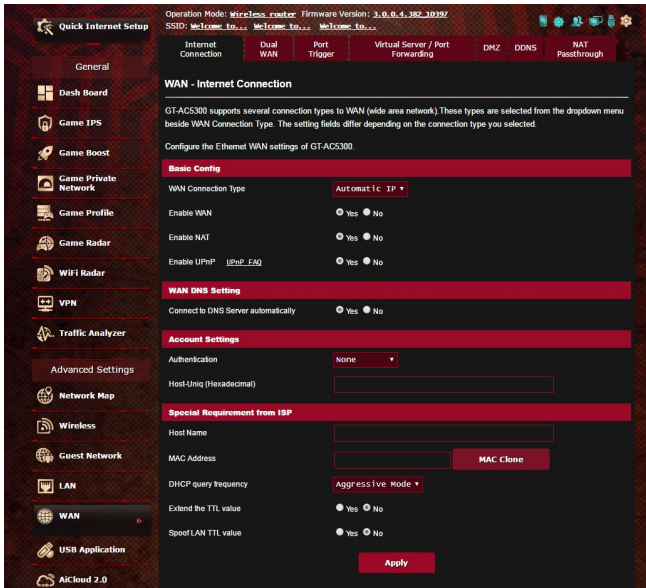 Quick Internet Setup
Operation Mode: Wireless router Firmware Version: 3.0.0.4.382_10397
SSID: Welcome to... Welcome to... Welcome to...
General
Dash Board
Game IPS
Game Boost
Game Private
Network
Game Profile
Game Radar
WiFi Radar
VPN
Traffic Analyzer
Advanced Settings
Network Map
Wireless
Guest Network
LAN
WAN
USB Application
AiCloud 2.0
Internet
Connection
Dual
WAN
Port
Trigger
Virtual Server / Port
Forwarding
DMZ
DDNS
NAT
Passthrough
WAN - Internet Connection
GT-AC5300 supports several connection types to WAN (wide area network).These types are selected from the dropdown menu
beside WAN Connection Type. The setting fields differ depending on the connection type you selected.
Configure the Ethernet WAN settings of GT-AC5300.
Basic Config
WAN Connection Type Automatic IP
Enable WAN Yes No
Enable NAT Yes No
Enable UPnP UPnP FAQ Yes No
WAN DNS Setting
Connect to DNS Server automatically Yes No
Account Settings
Authentication None
Host-Uniq (Hexadecimal)
Special Requirement from ISP
Host Name
MAC Address MAC Clone
DHCP query frequency Aggressive Mode
Extend the TTL value Yes No
Spoof LAN TTL value Yes No
Apply